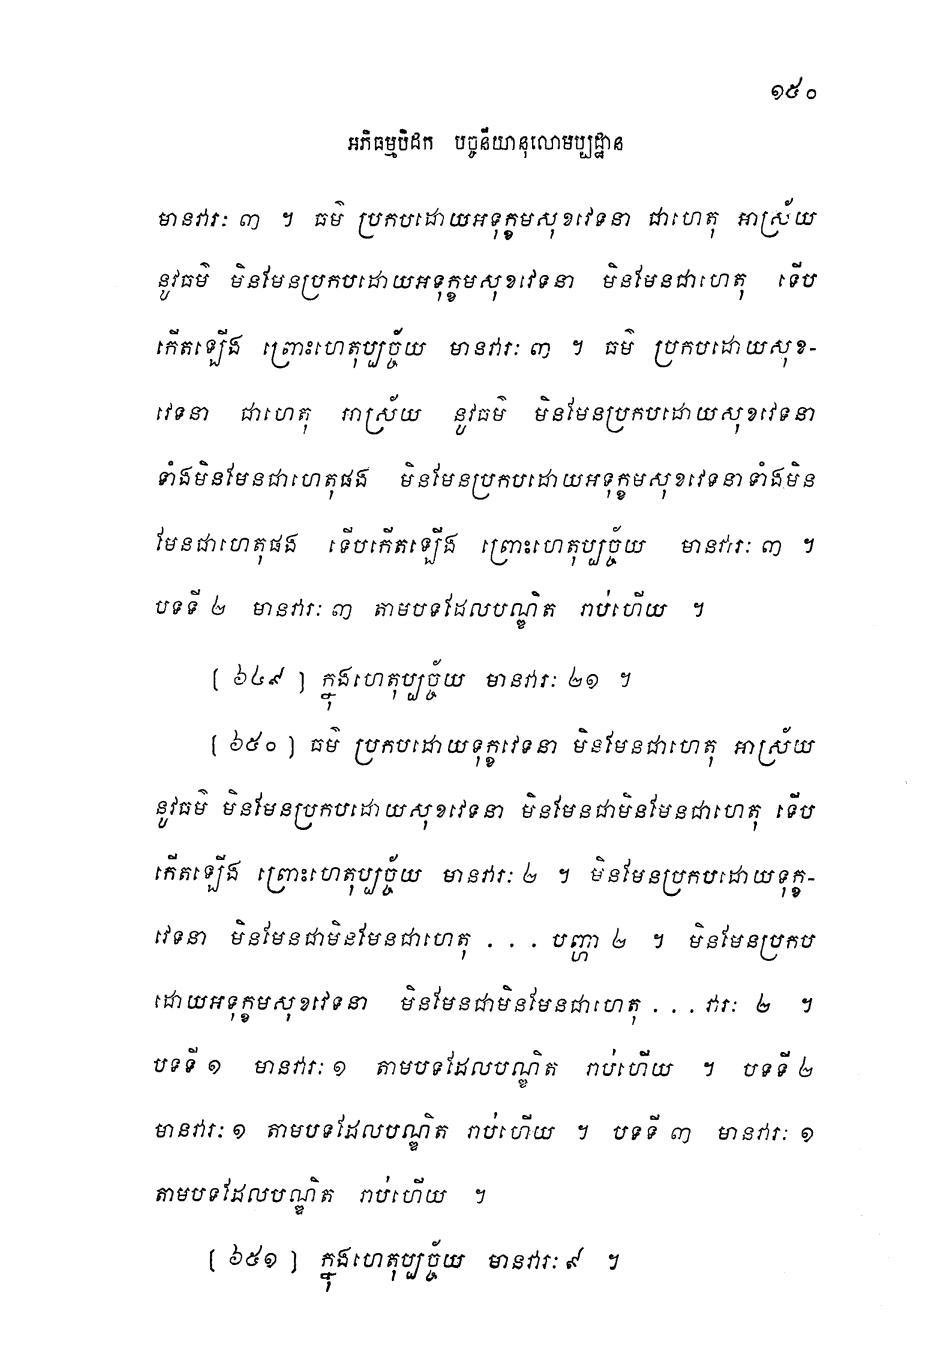 ១៥០
អភិធម្មបិដក បច្ចនីយានុលោមប្បដ្ឋាន
មានវារៈ ៣ ។ ធម៌ ប្រកបដោយអទុក្ខមសុខវេទនា ជាហេតុ អាស្រ័យ
នូវធម៌ មិនមែនប្រកបដោយអទុក្ខមសុខវេទនា មិនមែនជាហេតុ ទើប
កើតឡើង ព្រោះហេតុប្បច្ច័យ មានវារៈ ៣ ។ ធម៌ ប្រកបដោយសុខ-
វេទនា ជាហេតុ អាស្រ័យ នូវធម៌ មិនមែនប្រកបដោយសុខវេទនា
ទាំងមិនមែនជាហេតុផង មិនមែនប្រកបដោយអទុក្ខមសុខវេទនាទាំងមិន
មែនជាហេតុផង ទើបកើតឡើង ព្រោះហេតុប្បច្ច័យ មានវារៈ ៣ ។
បទទី ២ មានវារៈ ៣ តាមបទដែលបណ្ឌិត រាប់ហើយ ។
[ ៦៤៩ ] ក្នុងហេតុប្បច្ច័យ មានវារៈ ២១ ។
[ ៦៥០ ] ធម៌ ប្រកបដោយទុក្ខវេទនា មិនមែនជាហេតុ អាស្រ័យ
នូវធម៌ មិនមែនប្រកបដោយសុខវេទនា មិនមែនជាមិនមែនជាហេតុ ទើប
កើតឡើង ព្រោះហេតុប្បច្ច័យ មានវារៈ ២ ។ មិនមែនប្រកបដោយទុក្ខ-
វេទនា មិនមែនជាមិនមែនជាហេតុ . . . បញ្ហា ២ ។ មិនមែនប្រកប
ដោយអទុក្ខមសុខវេទនា មិនមែនជាមិនមែនជាហេតុ . . . វារៈ ២ ។
បទទី ១ មានវារៈ ១ តាមបទដែលបណ្ឌិត រាប់ហើយ ។ បទទី ២
មានវារៈ ១ តាមបទដែលបណ្ឌិត រាប់ហើយ ។ បទទី ៣ មានវារៈ ១
តាមបទដែលបណ្ឌិត រាប់ហើយ ។
[ ៦៥១ ] ក្នុងហេតុប្បច្ច័យ មានវារៈ ៩ ។